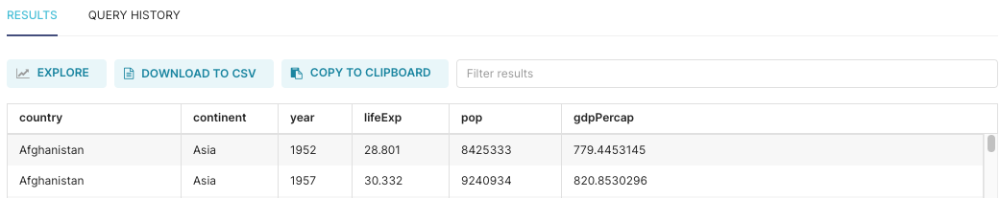 RESULTS QUERY HISTORY
EXPLORE DOWNLOAD TO CSV COPY TO CLIPBOARD Filter results
country continent year lifeExp pop gdpPercap
Afghanistan Asia 1952 28.801 8425333 779.4453145
Afghanistan Asia 1957 30.332 9240934 820.8530296